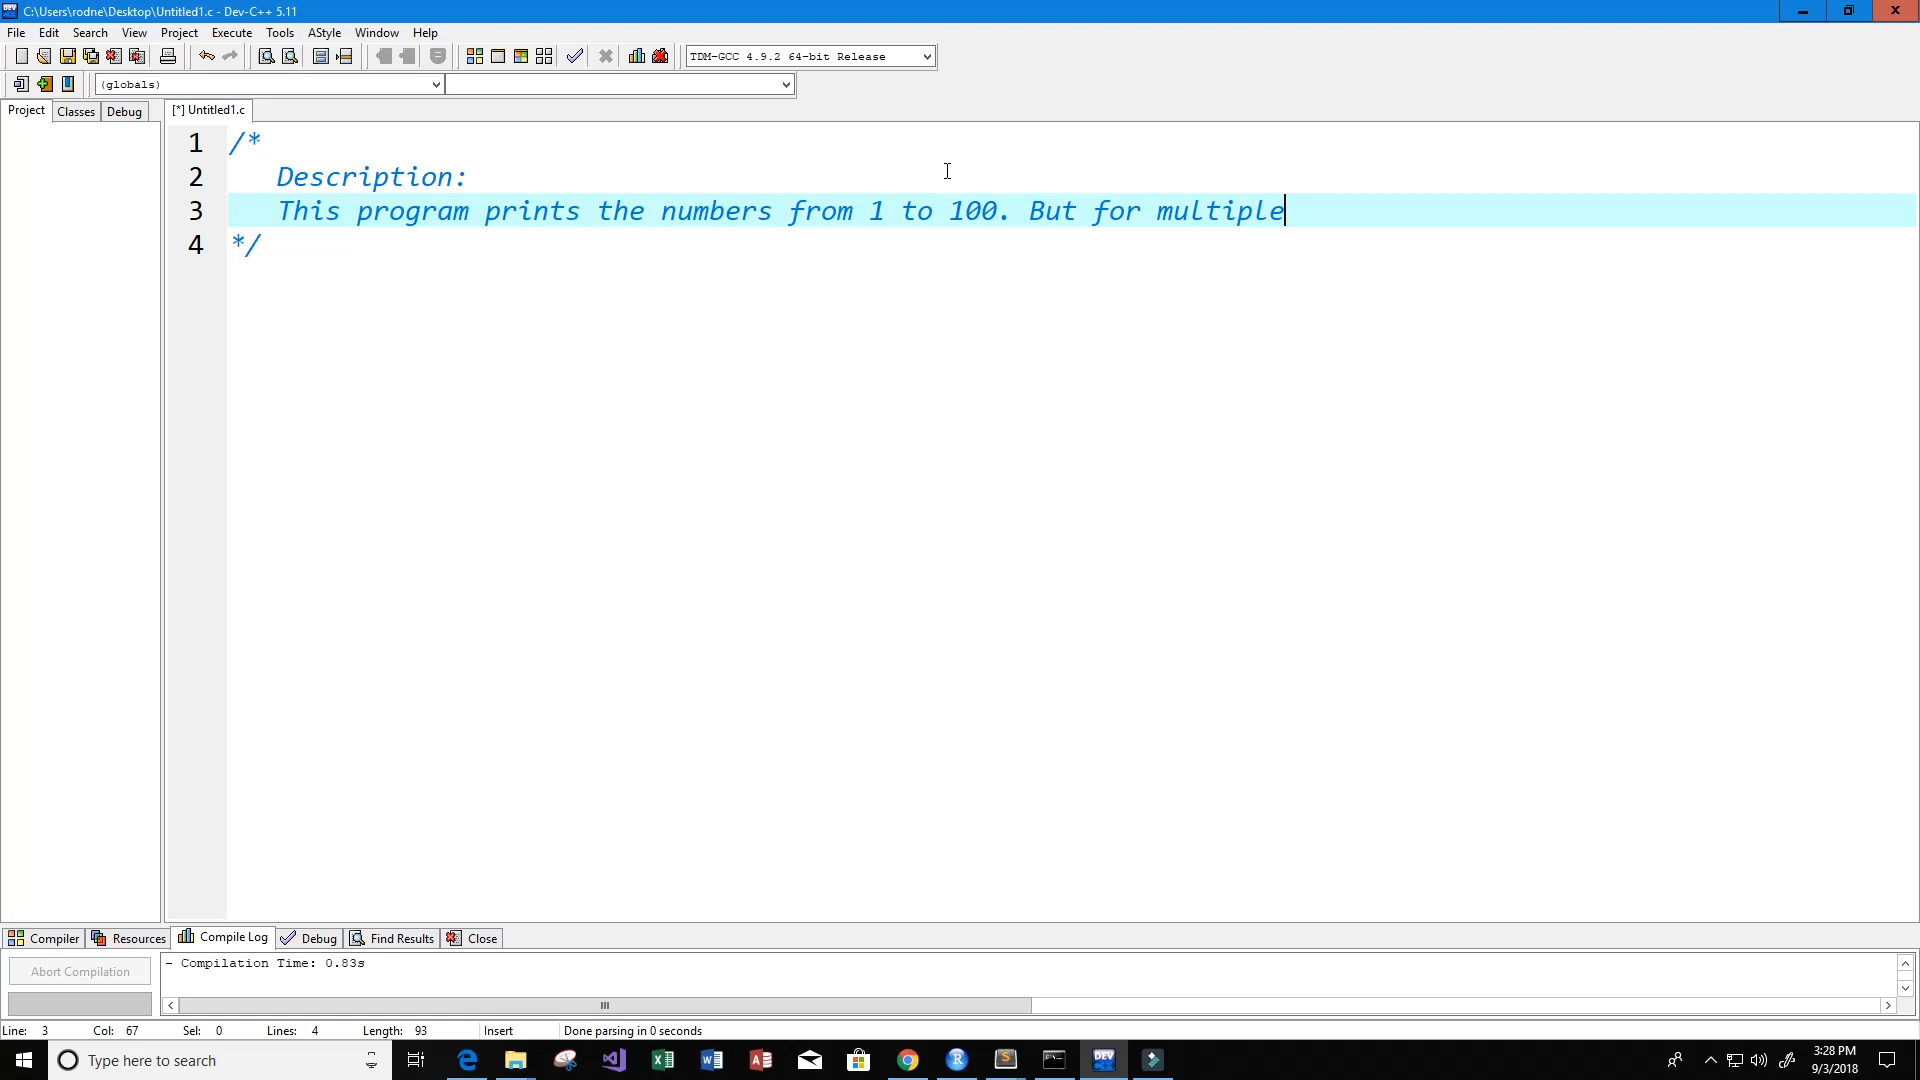 C:\Users\rodne\Desktop\Untitled1.c - Dev-C++ 5.11
File Edit Search View Project Execute Tools AStyle Window Help
TDM-GCC 4.9.2 64-bit Release
(globals)
Project Classes Debug [*] Untitled1.c
1 /*
2 Description:
3 This program prints the numbers from 1 to 100. But for multiple
4 */
Compiler Resources Compile Log Debug Find Results Close
Abort Compilation
- Compilation Time: 0.83s
Line: 3 Col: 67 Sel: 0 Lines: 4 Length: 93 Insert Done parsing in 0 seconds
Type here to search
3:28 PM
9/3/2018